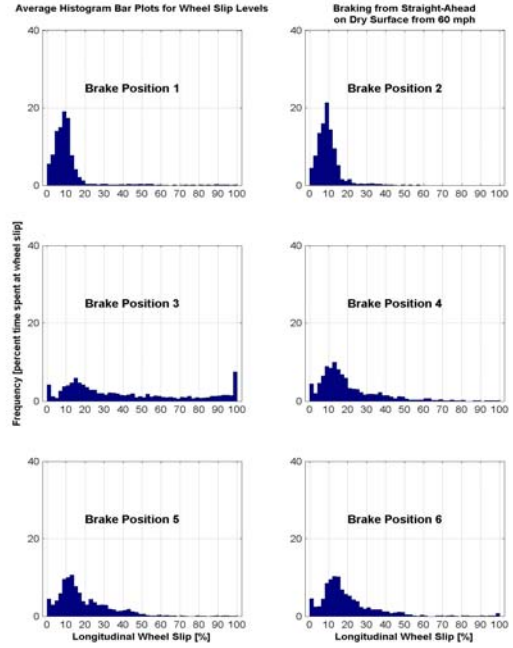 Average Histogram Bar Plots for Wheel Slip Levels
Braking from Straight-Ahead
on Dry Surface from 60 mph
Frequency [percent time spent at wheel slip]
Brake Position 1
40
20
0
0 10 20 30 40 50 60 70 80 90 100
Brake Position 2
40
20
0
0 10 20 30 40 50 60 70 80 90 100
Brake Position 3
40
20
0
0 10 20 30 40 50 60 70 80 90 100
Brake Position 4
40
20
0
0 10 20 30 40 50 60 70 80 90 100
Brake Position 5
40
20
0
0 10 20 30 40 50 60 70 80 90 100
Longitudinal Wheel Slip [%]
Brake Position 6
40
20
0
0 10 20 30 40 50 60 70 80 90 100
Longitudinal Wheel Slip [%]